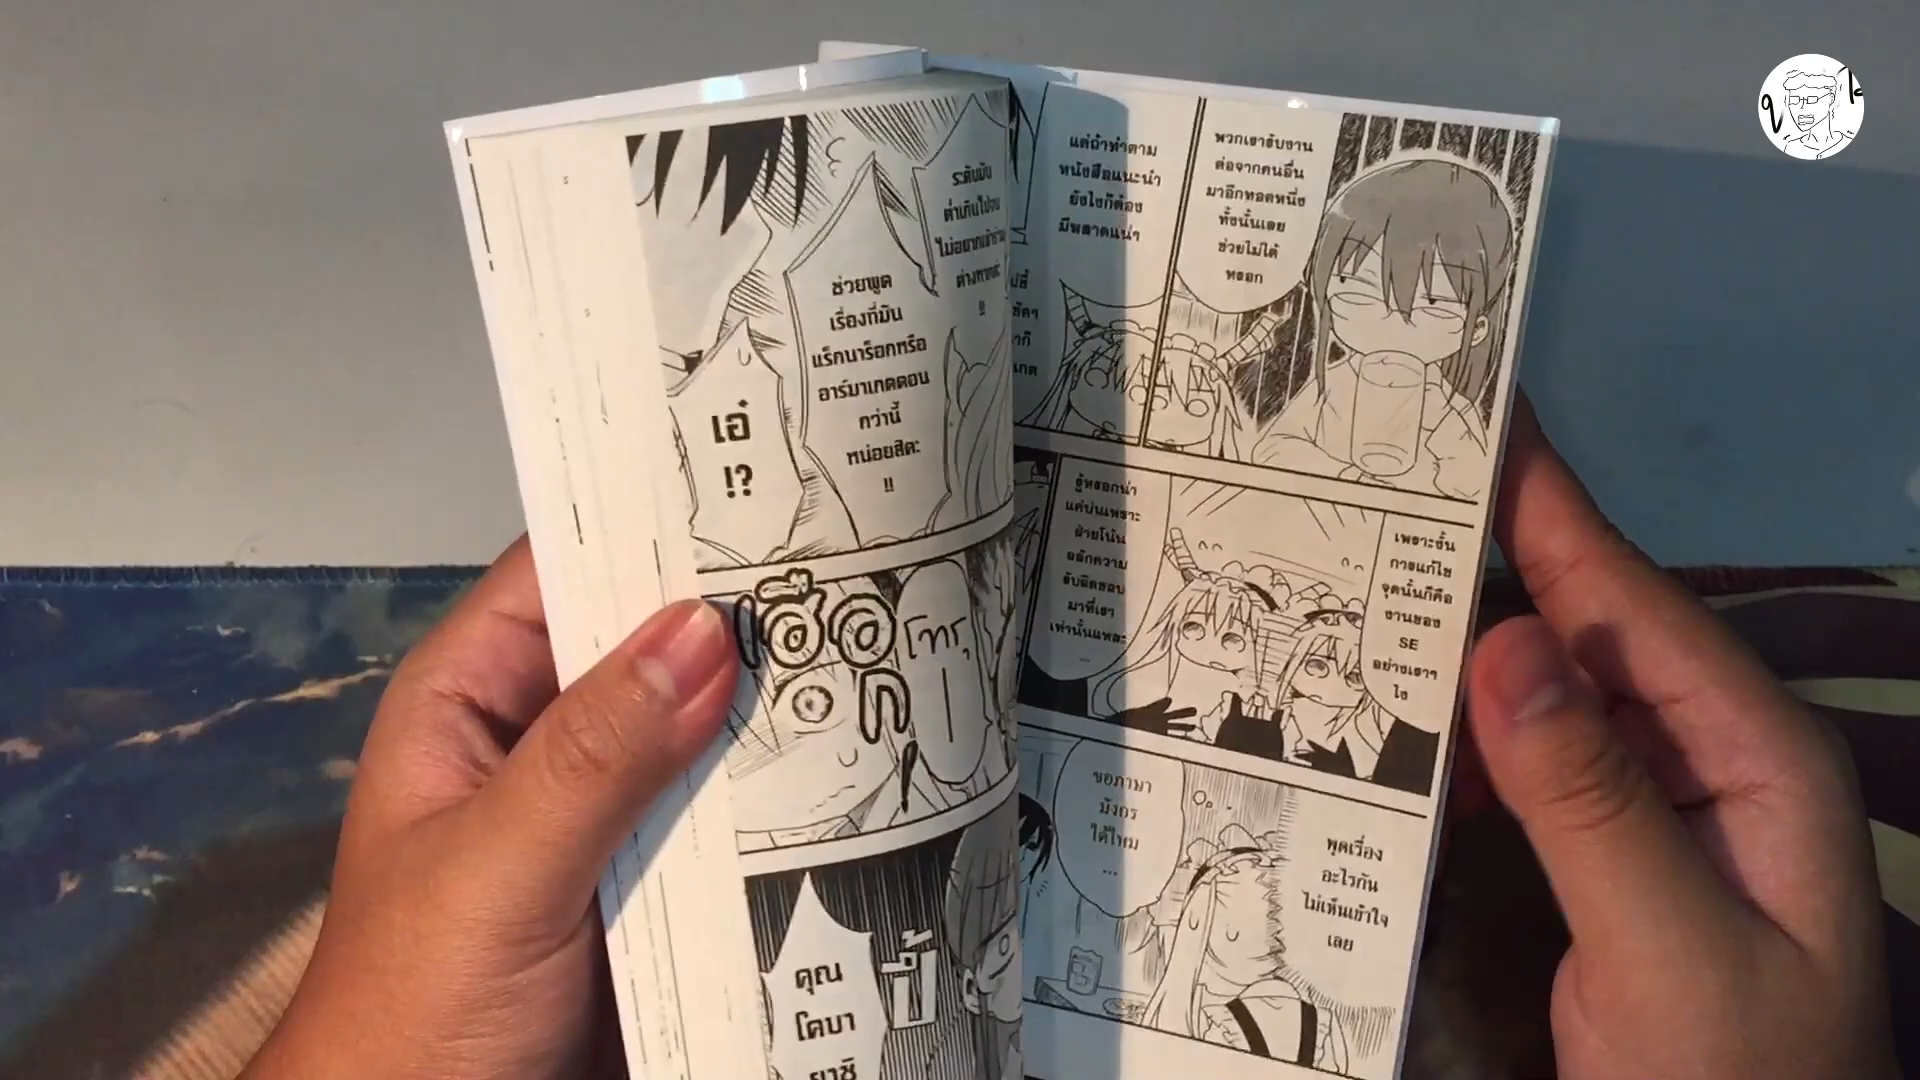 ระดับมัน
ต่ำเกินไปจน
ไม่อยากเข้าร่วม
ต่างหากค่ะ
!!
ช่วยพูด
เรื่องที่มัน
แร็กนาร็อกหรือ
อาร์มาเกดดอน
กว่านี้
หน่อยสิคะ
!!
เอ๋
!?
โทรุ
เฮือก
คุณ
โคบา
ยาชิ
ปึ้
พวกเขารับงาน
ต่อจากคนอื่น
มาอีกทอดหนึ่ง
ทั้งนั้นเลย
ช่วยไม่ได้
หรอก
แต่ถ้าทำตาม
หนังสือแนะนำ
ยังไงก็ต้อง
มีพลาดแน่ๆ
เพราะงั้น
การแก้ไข
จุดนั้นก็คือ
งานของ
SE
อย่างเราๆ
ไง
รู้หรอกน่า
แค่บ่นเพราะ
ฝ่ายโน้น
ผลักความ
รับผิดชอบ
มาที่เรา
เท่านั้นแหละ
...
พูดเรื่อง
อะไรกัน
ไม่เห็นเข้าใจ
เลย
ขอภาษา
มังกร
ได้ไหม
...